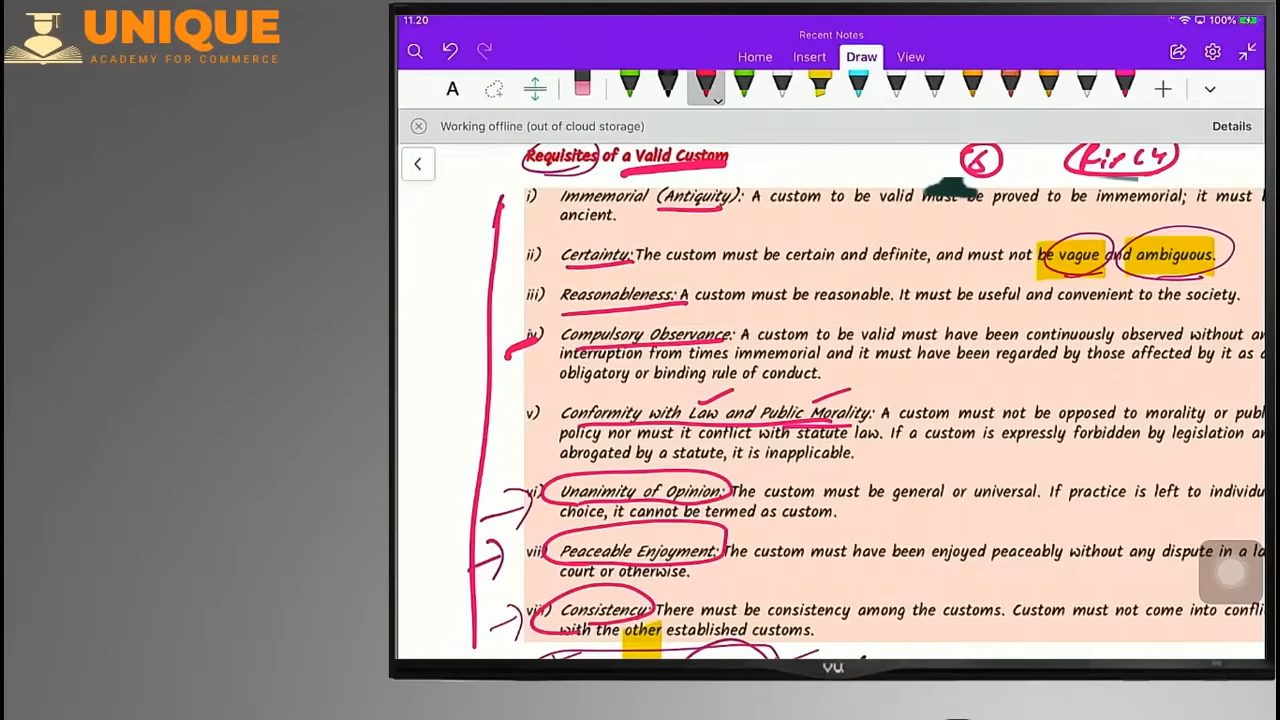 UNIQUE
ACADEMY FOR COMMERCE
11.20
100%
Recent Notes
Home Insert Draw View
A
Working offline (out of cloud storage) Details
Requisites of a Valid Custom
i) Immemorial (Antiquity): A custom to be valid must be proved to be immemorial; it must
ancient.
ii) Certainty: The custom must be certain and definite, and must not be vague and ambiguous.
iii) Reasonableness: A custom must be reasonable. It must be useful and convenient to the society.
iv) Compulsory Observance: A custom to be valid must have been continuously observed without
interruption from times immemorial and it must have been regarded by those affected by it as
obligatory or binding rule of conduct.
v) Conformity with Law and Public Morality: A custom must not be opposed to morality or publ
policy nor must it conflict with statute law. If a custom is expressly forbidden by legislation
abrogated by a statute, it is inapplicable.
vi) Unanimity of Opinion: The custom must be general or universal. If practice is left to individu
choice, it cannot be termed as custom.
vii) Peaceable Enjoyment: The custom must have been enjoyed peaceably without any dispute in a
court or otherwise.
viii) Consistency: There must be consistency among the customs. Custom must not come into confli
with the other established customs.
vu